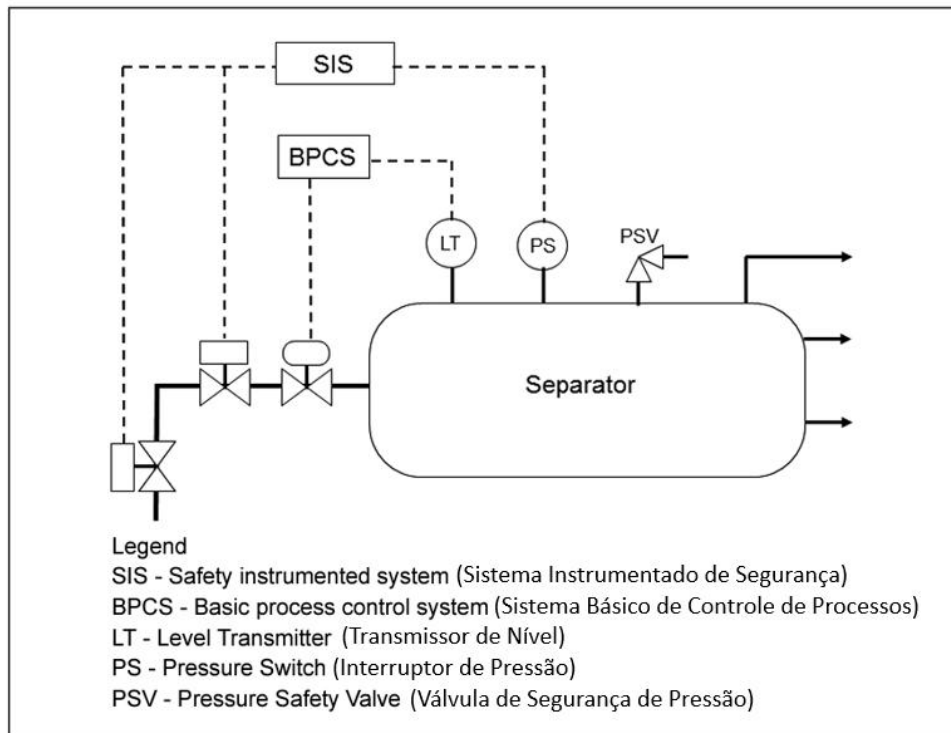 SIS
BPCS
LT
PS
PSV
Separator
Legend
SIS - Safety instrumented system (Sistema Instrumentado de Segurança)
BPCS - Basic process control system (Sistema Básico de Controle de Processos)
LT - Level Transmitter (Transmissor de Nível)
PS - Pressure Switch (Interruptor de Pressão)
PSV - Pressure Safety Valve (Válvula de Segurança de Pressão)